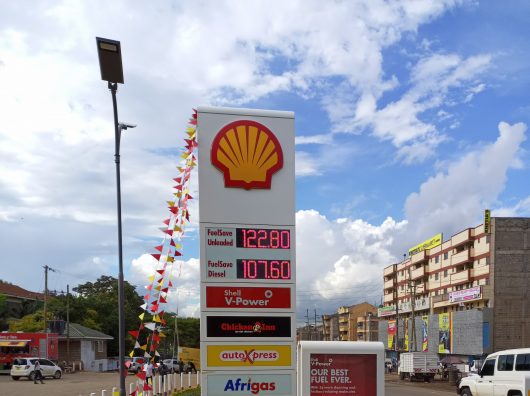 FuelSave
Unleaded
122.80
FuelSave
Diesel
107.60
Shell
V-Power
Chicken Inn
autoXpress
Afrigas
OUR BEST
FUEL EVER